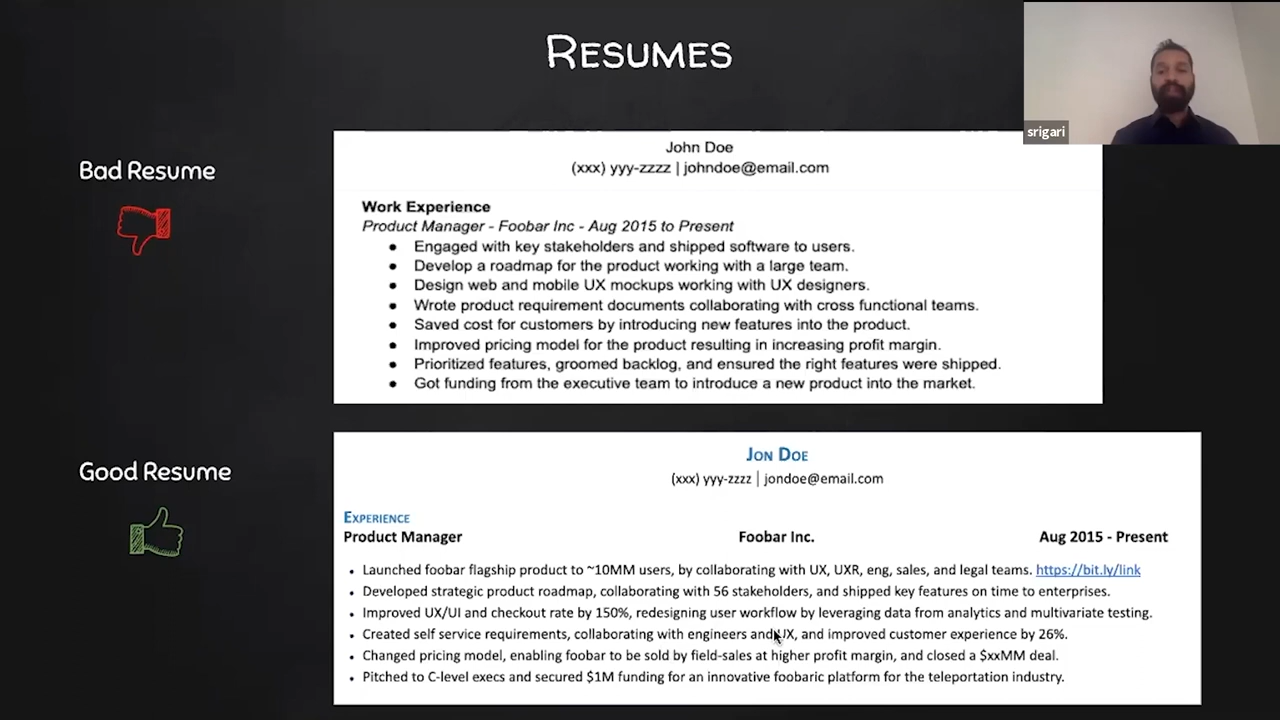 Resumes
srigari
Bad Resume
John Doe
(xxx) yyy-zzzz | johndoe@email.com
Work Experience
Product Manager - Foobar Inc - Aug 2015 to Present
• Engaged with key stakeholders and shipped software to users.
• Develop a roadmap for the product working with a large team.
• Design web and mobile UX mockups working with UX designers.
• Wrote product requirement documents collaborating with cross functional teams.
• Saved cost for customers by introducing new features into the product.
• Improved pricing model for the product resulting in increasing profit margin.
• Prioritized features, groomed backlog, and ensured the right features were shipped.
• Got funding from the executive team to introduce a new product into the market.
Good Resume
Jon Doe
(xxx) yyy-zzzz | jondoe@email.com
Experience
Product Manager Foobar Inc. Aug 2015 - Present
• Launched foobar flagship product to ~10MM users, by collaborating with UX, UXR, eng, sales, and legal teams. https://bit.ly/link
• Developed strategic product roadmap, collaborating with 56 stakeholders, and shipped key features on time to enterprises.
• Improved UX/UI and checkout rate by 150%, redesigning user workflow by leveraging data from analytics and multivariate testing.
• Created self service requirements, collaborating with engineers and UX, and improved customer experience by 26%.
• Changed pricing model, enabling foobar to be sold by field-sales at higher profit margin, and closed a $xxMM deal.
• Pitched to C-level execs and secured $1M funding for an innovative foobaric platform for the teleportation industry.